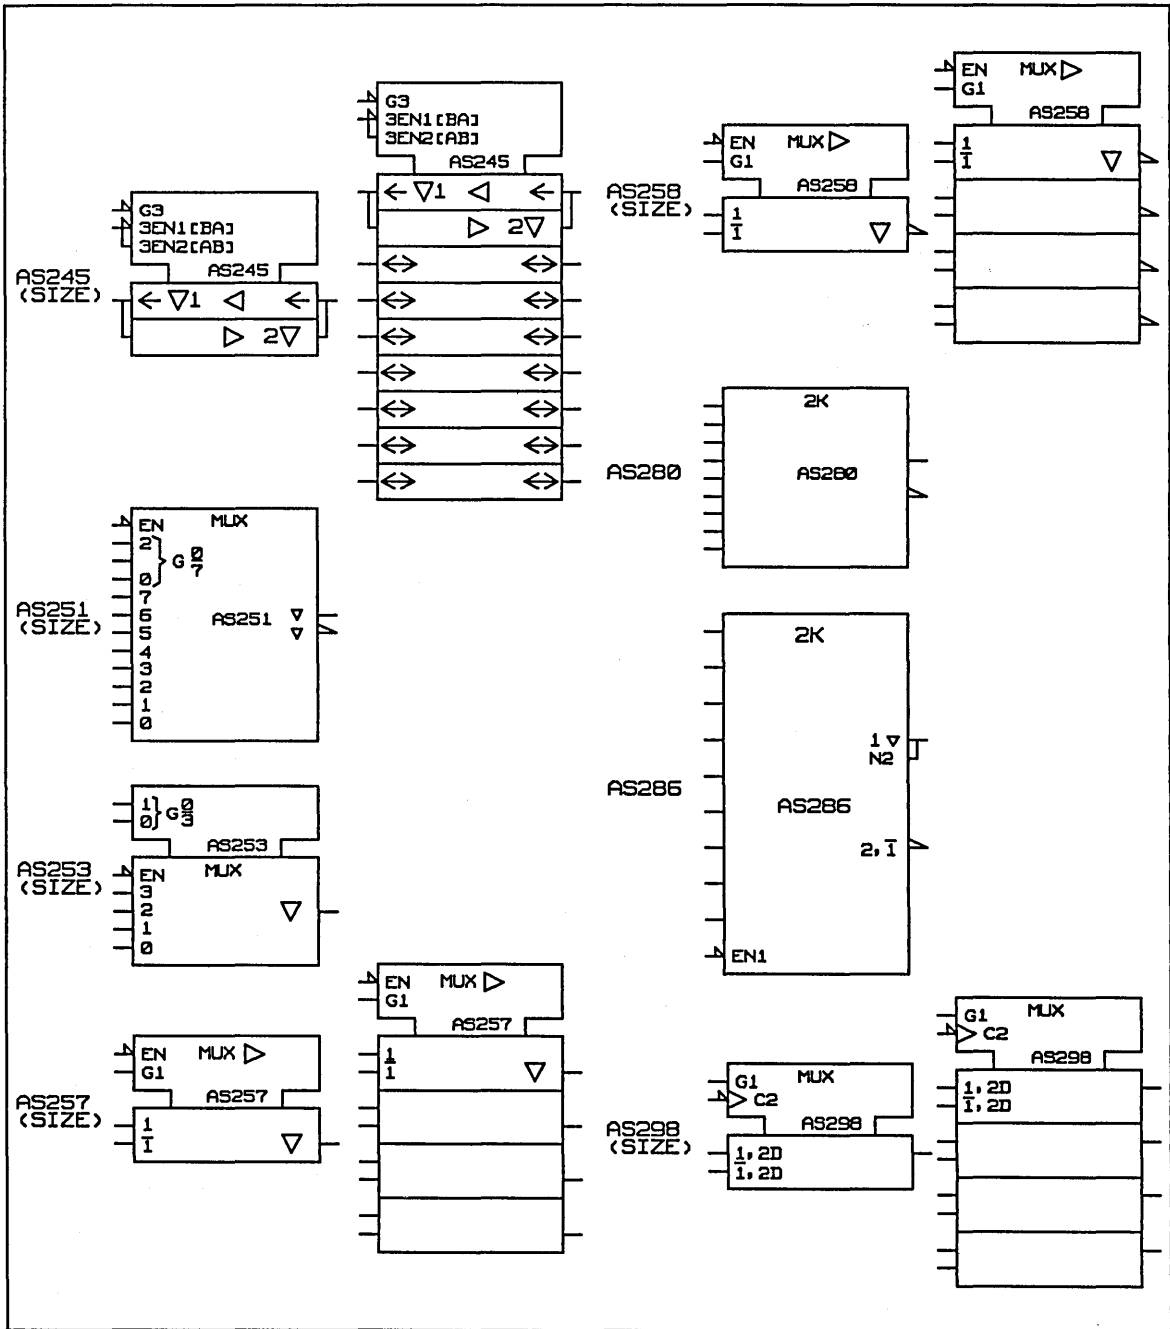 AS245
(SIZE)
G3
3EN1[BA]
3EN2[AB]
AS245
1
2
G3
3EN1[BA]
3EN2[AB]
AS245
1
2
AS251
(SIZE)
EN
MUX
2
0
G 0/7
7
6
5
4
3
2
1
0
AS251
AS253
(SIZE)
1
0
G 0/3
AS253
MUX
EN
3
2
1
0
AS257
(SIZE)
EN
MUX
G1
AS257
1
1̅
EN
MUX
G1
AS257
1
1̅
AS258
(SIZE)
EN
MUX
G1
AS258
1
1̅
EN
MUX
G1
AS258
1
1̅
AS280
2K
AS280
AS286
2K
1
N2
AS286
2,1̅
EN1
AS298
(SIZE)
G1
MUX
C2
AS298
1,2D
1̅,2D
G1
MUX
C2
AS298
1,2D
1̅,2D